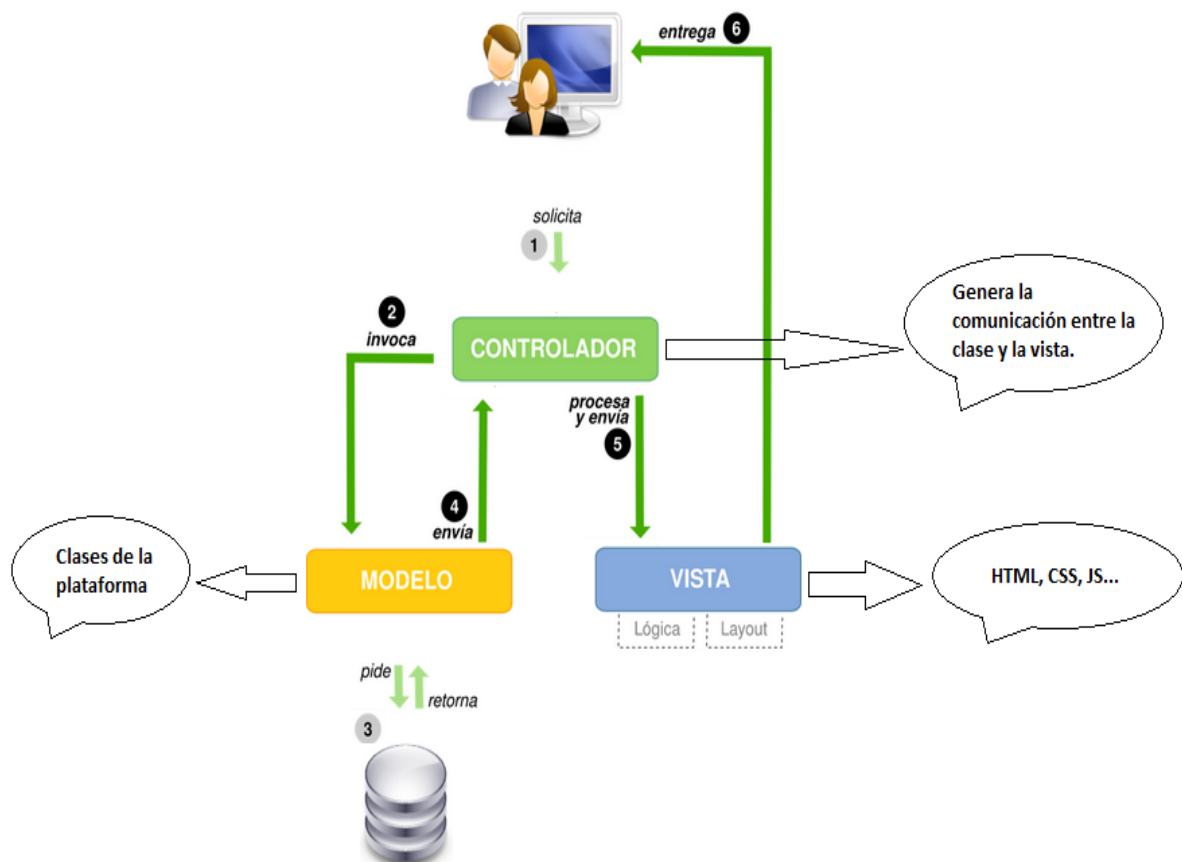 entrega 6
solicita
1
Genera la
comunicación entre la
clase y la vista.
2
invoca
CONTROLADOR
procesa
y envía
5
4
envía
Clases de la
plataforma
MODELO
VISTA
HTML, CSS, JS...
Lógica
Layout
pide
retorna
3